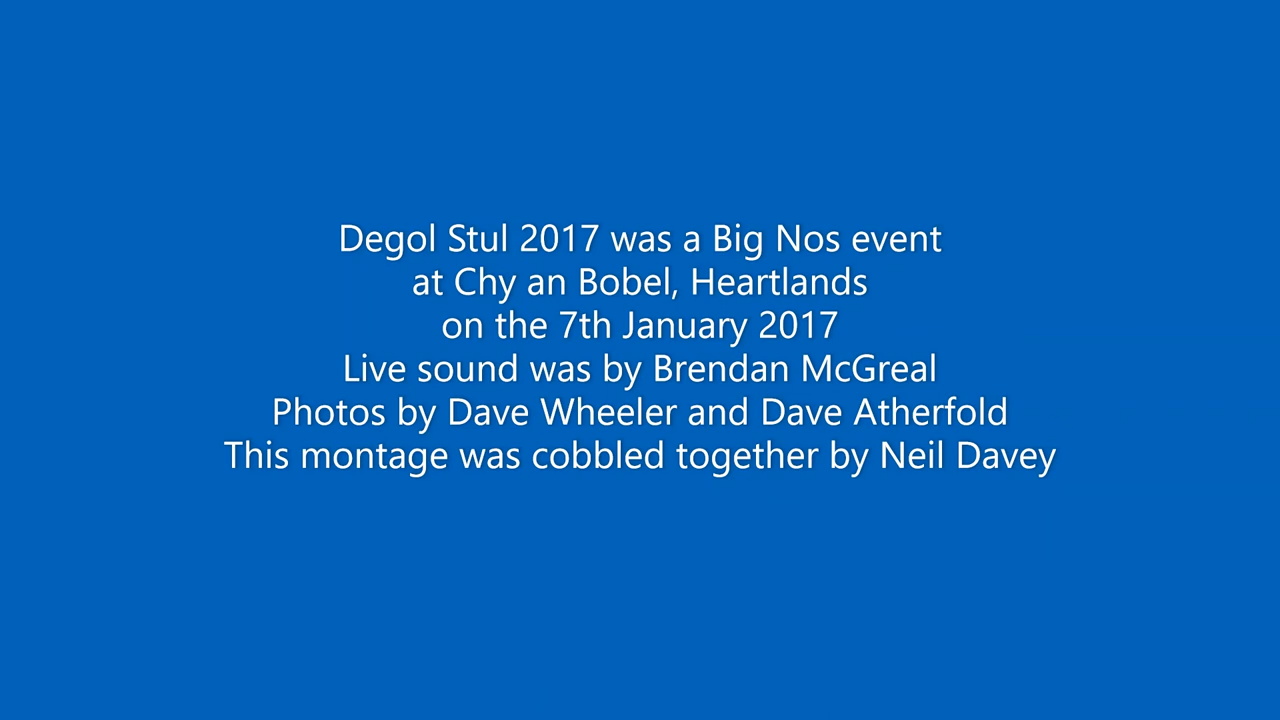 Degol Stul 2017 was a Big Nos event
at Chy an Bobel, Heartlands
on the 7th January 2017
Live sound was by Brendan McGreal
Photos by Dave Wheeler and Dave Atherfold
This montage was cobbled together by Neil Davey